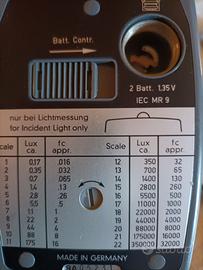 Batt. Contr.
2 Batt. 1,35 V
IEC MR 9
nur bei Lichtmessung
for Incident Light only
Scale Lux ca. fc appr. Scale Lux ca. fc appr.
1 0,17 .016 12 350 32
2 0,35 .032 13 700 65
3 0,7 .065 14 1400 130
4 1,4 .13 15 2800 260
5 2,8 .26 16 5500 500
6 5,5 .5 17 11000 1000
7 11 1 18 22000 2000
8 22 2 19 44000 4000
9 44 4 20 88000 8000
10 88 8 21 175000 16000
11 175 16 22 350000 32000
MADE IN GERMANY